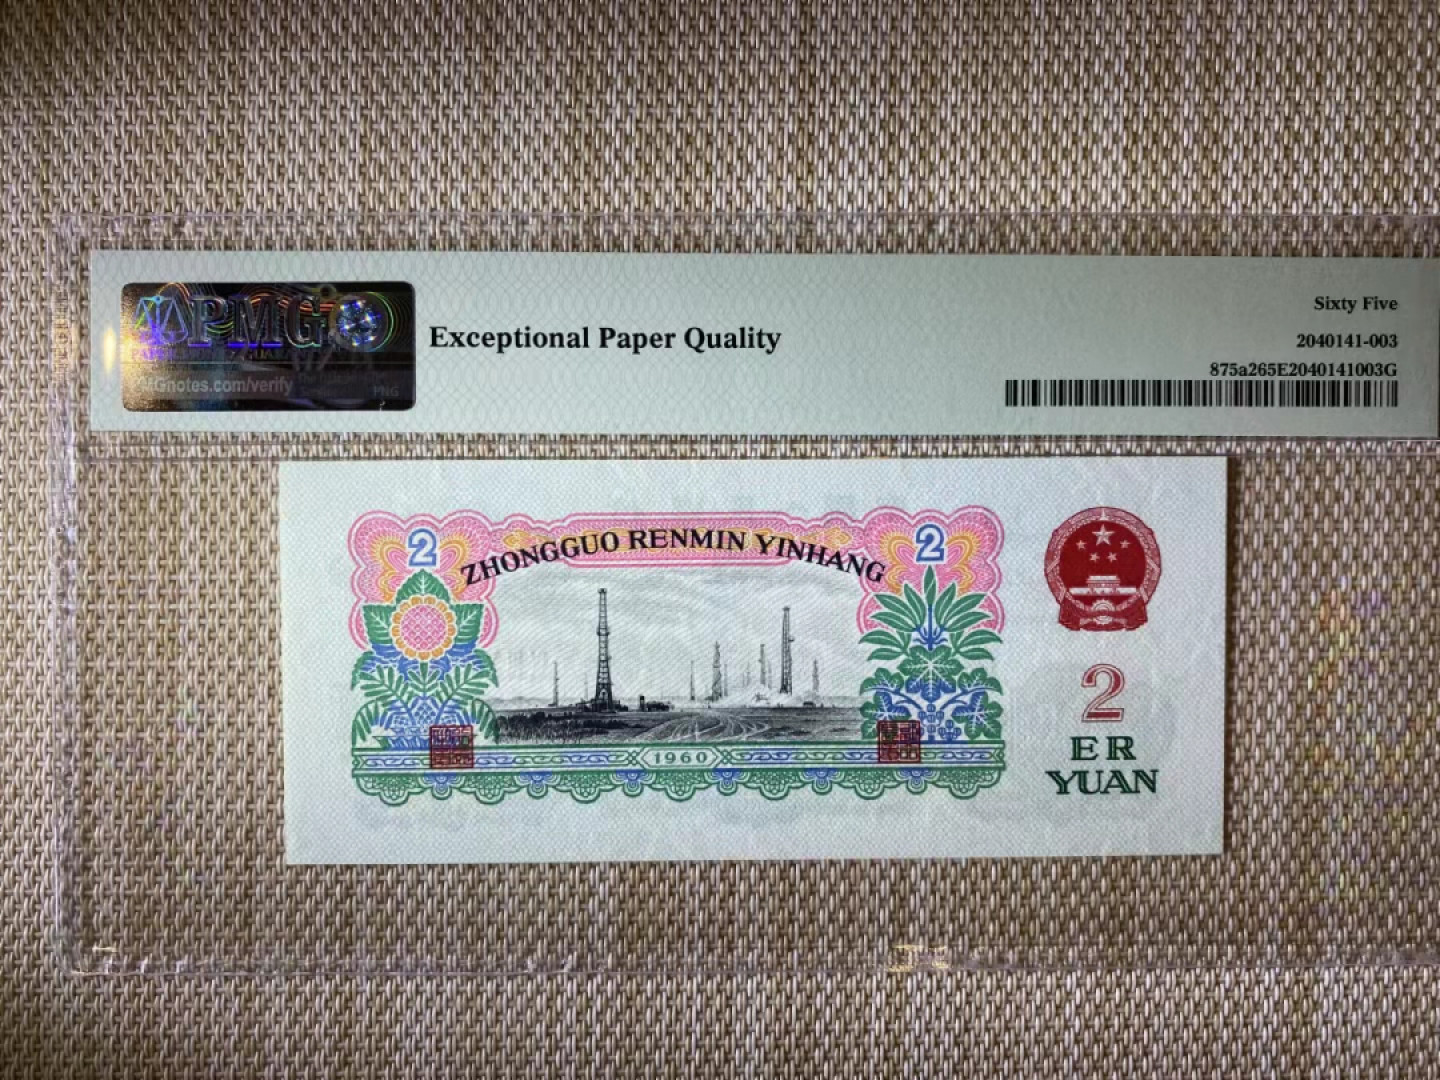 PMG
PMGnotes.com/verify
PNG
Exceptional Paper Quality
Sixty Five
2040141-003
875a265E2040141003G
2
ZHONGGUO RENMIN YINHANG
2
1960
2
ER
YUAN